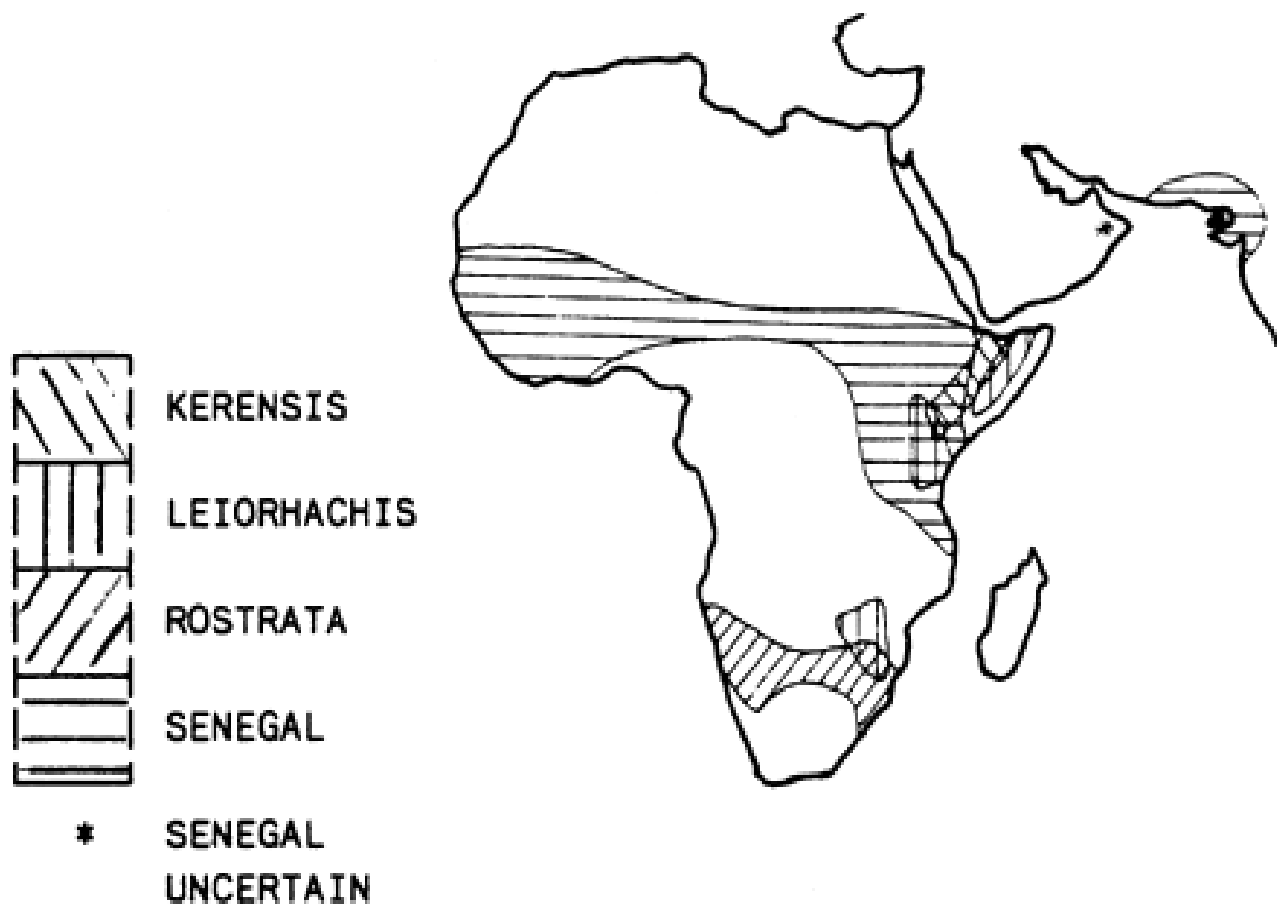 KERENSIS
LEIORHACHIS
ROSTRATA
SENEGAL
* SENEGAL
UNCERTAIN